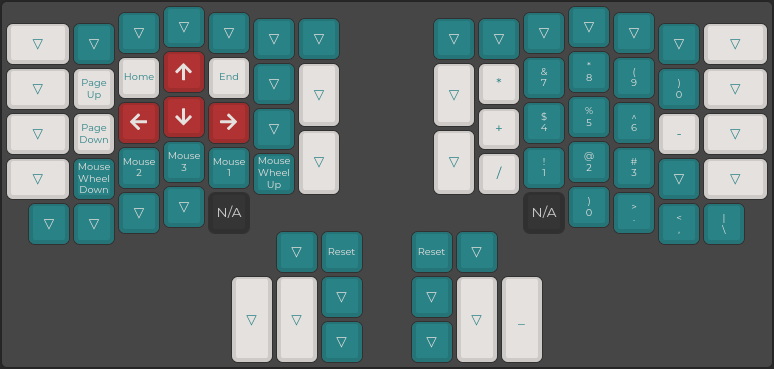 Home
End
* 
&
7
*
8
(
9
)
0
Page
Up
Page
Down
+
$
4
%
5
^
6
-
Mouse
Wheel
Down
Mouse
2
Mouse
3
Mouse
1
Mouse
Wheel
Up
/
!
1
@
2
#
3
N/A
N/A
)
0
>
.
<
,
|
\
Reset
Reset
_